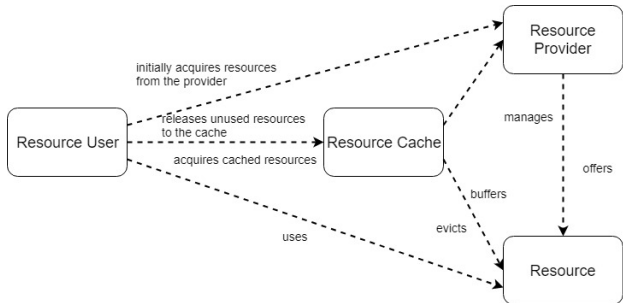 Resource
Provider
initially acquires resources
from the provider
manages
releases unused resources
to the cache
Resource User
Resource Cache
acquires cached resources
offers
buffers
evicts
uses
Resource